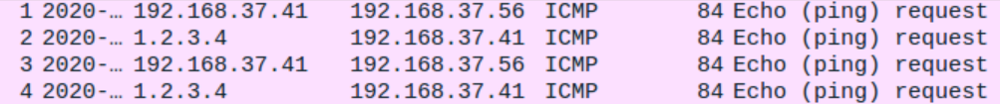 1 2020-… 192.168.37.41 192.168.37.56 ICMP 84 Echo (ping) request
2 2020-… 1.2.3.4 192.168.37.41 ICMP 84 Echo (ping) request
3 2020-… 192.168.37.41 192.168.37.56 ICMP 84 Echo (ping) request
4 2020-… 1.2.3.4 192.168.37.41 ICMP 84 Echo (ping) request